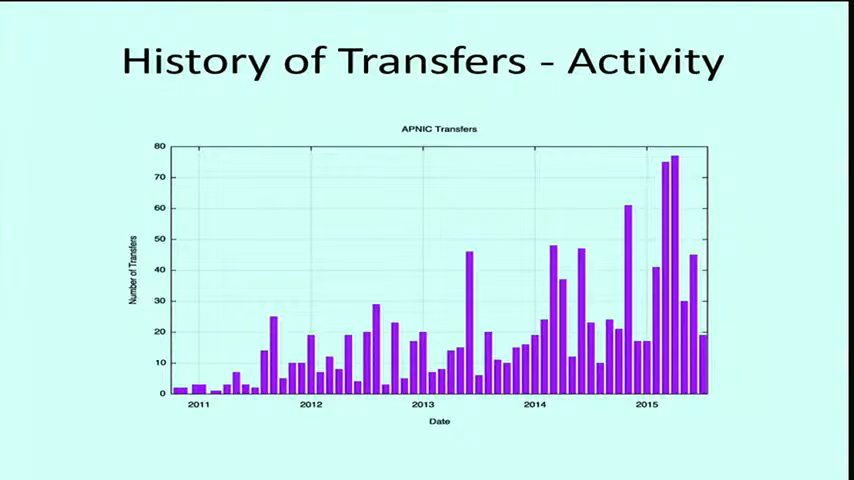 History of Transfers - Activity
APNIC Transfers
80
70
60
50
40
30
20
10
0
Number of Transfers
2011 2012 2013 2014 2015
Date